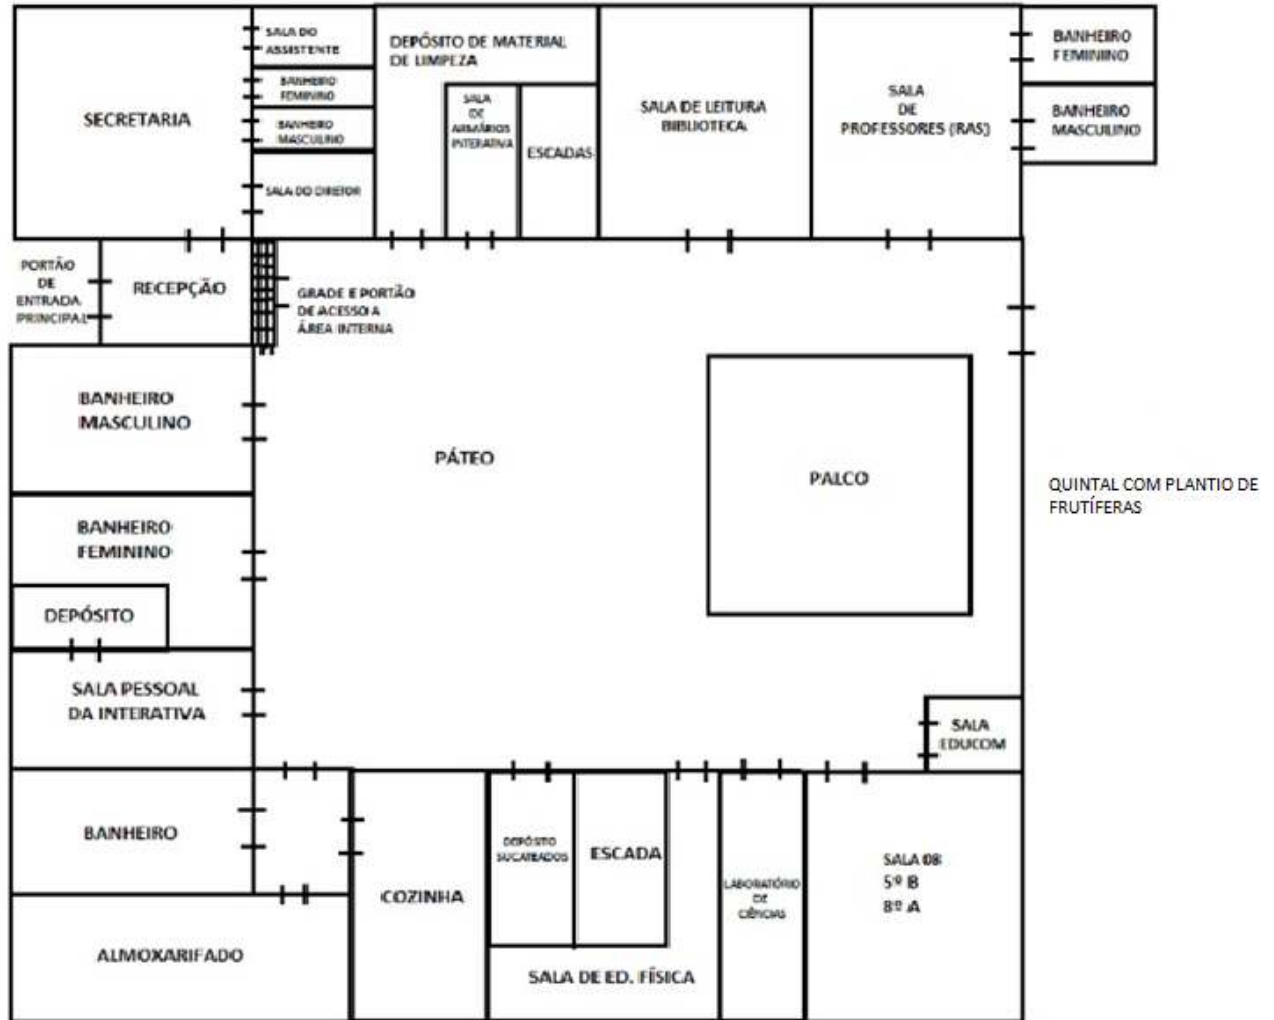 SECRETARIA
SALA DO
ASSISTENTE
BANHEIRO
FEMININO
BANHEIRO
MASCULINO
SALA DO DIRETOR
DEPÓSITO DE MATERIAL
DE LIMPEZA
SALA
DE
ARMÁRIOS
INTERATIVA
ESCADAS
SALA DE LEITURA
BIBLIOTECA
SALA
DE
PROFESSORES (RAS)
BANHEIRO
FEMININO
BANHEIRO
MASCULINO
PORTÃO
DE
ENTRADA
PRINCIPAL
RECEPÇÃO
GRADE E PORTÃO
DE ACESSO A
ÁREA INTERNA
BANHEIRO
MASCULINO
PÁTEO
PALCO
QUINTAL COM PLANTIO DE
FRUTÍFERAS
BANHEIRO
FEMININO
DEPÓSITO
SALA PESSOAL
DA INTERATIVA
SALA
EDUCOM
BANHEIRO
ALMOXARIFADO
COZINHA
DEPÓSITO
SUCATEADOS
ESCADA
SALA DE ED. FÍSICA
LABORATÓRIO
DE
CIÊNCIAS
SALA 08
5º B
8º A